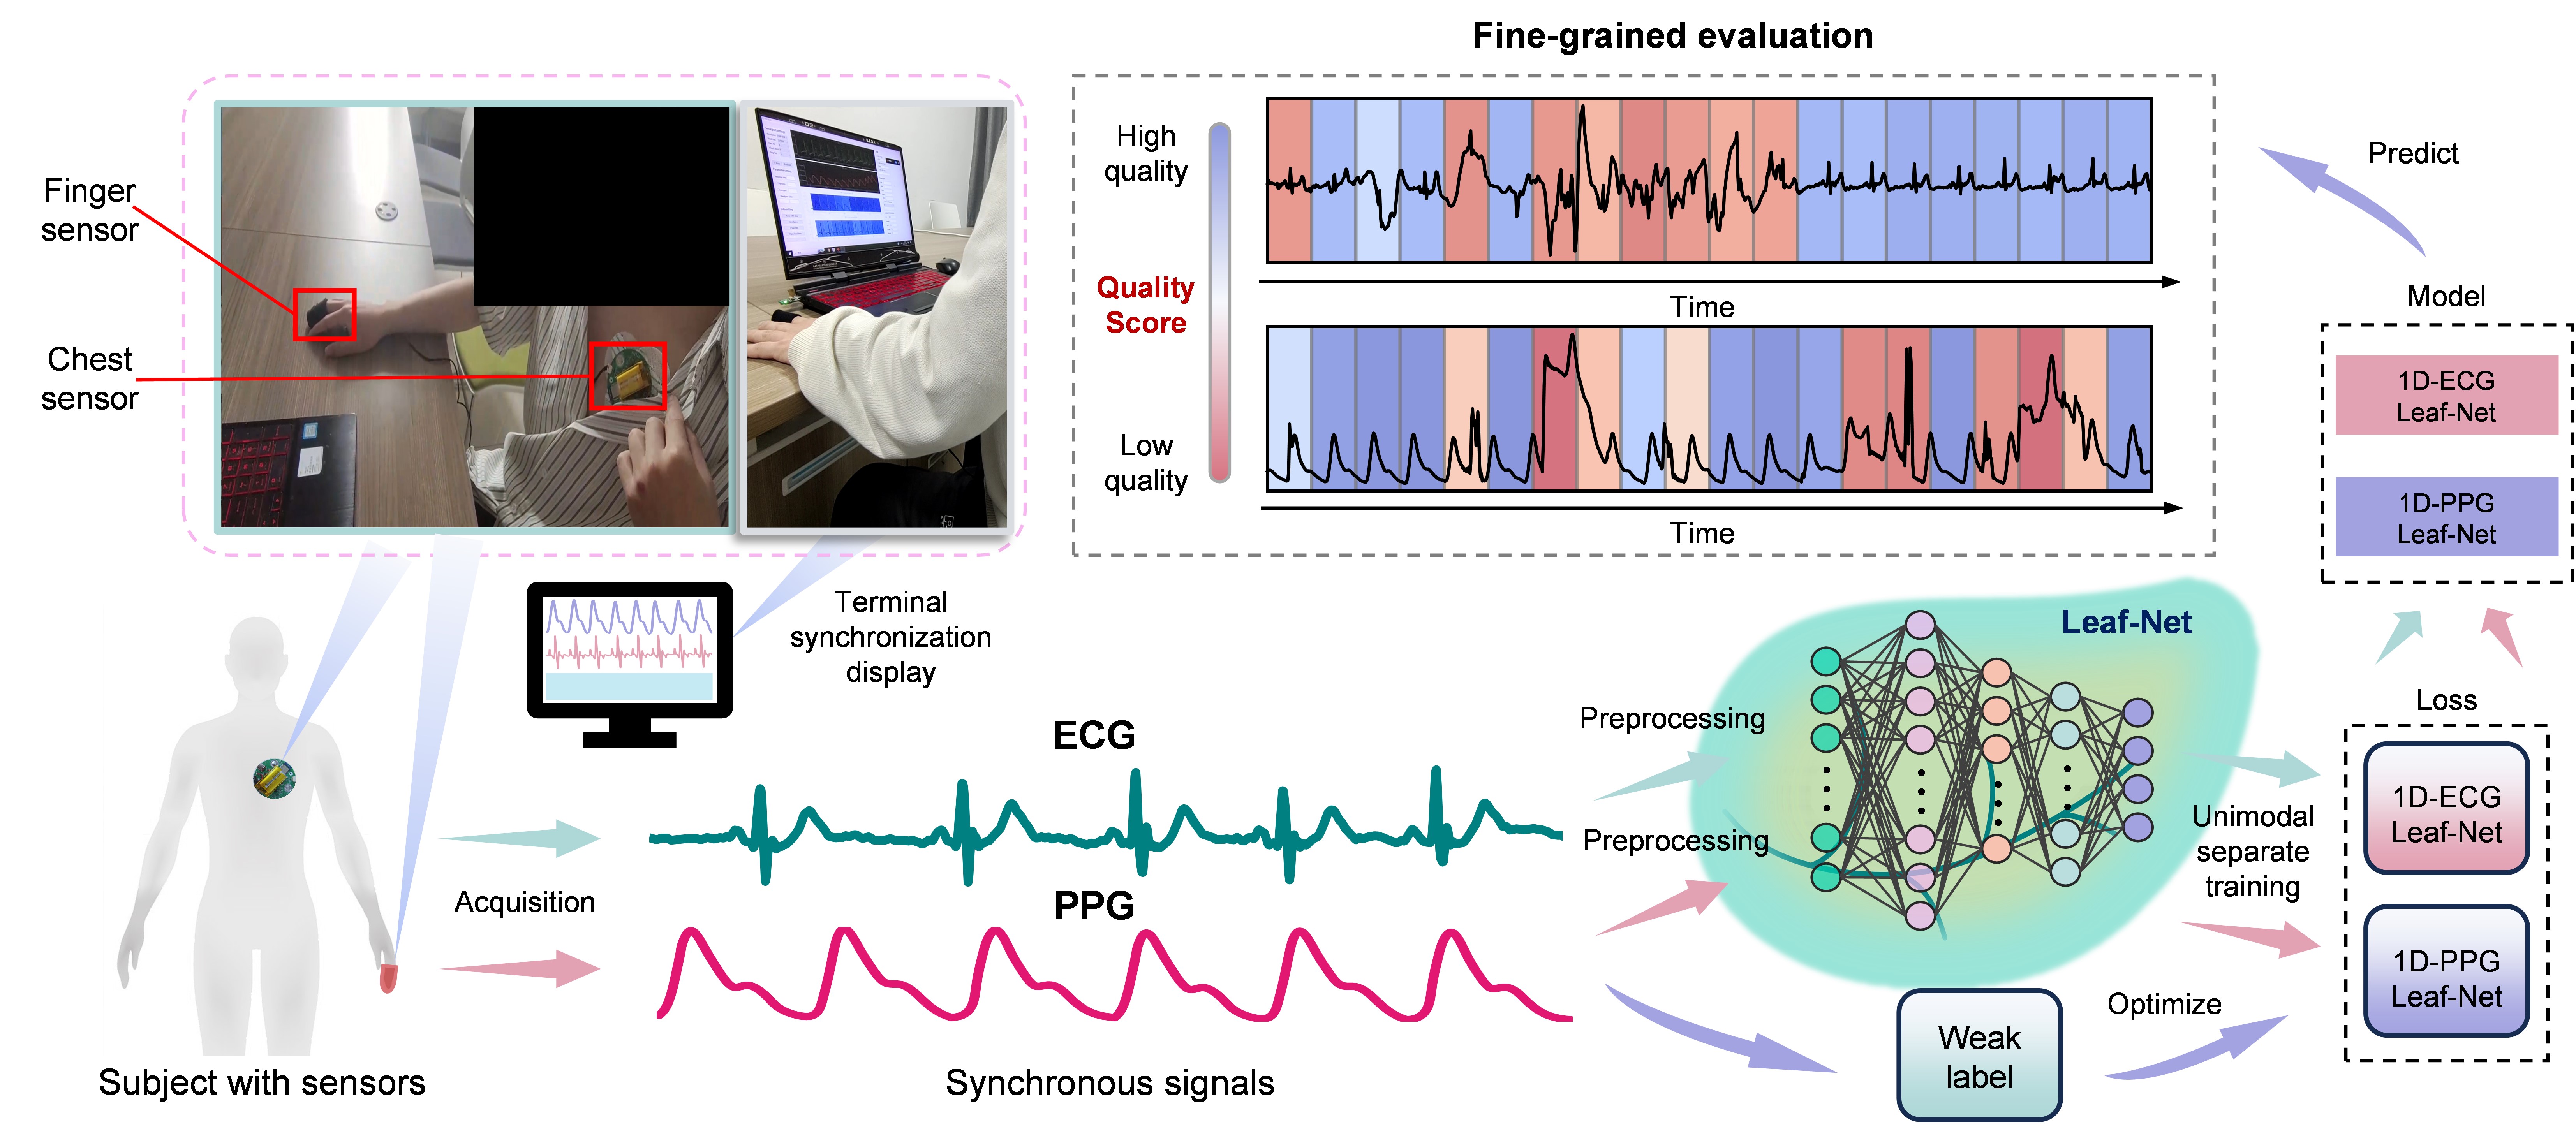 Fine-grained evaluation
Finger
sensor
Chest
sensor
High
quality
Quality
Score
Low
quality
Time
Time
Predict
Model
1D-ECG
Leaf-Net
1D-PPG
Leaf-Net
Terminal
synchronization
display
Leaf-Net
ECG
PPG
Preprocessing
Preprocessing
Acquisition
Unimodal
separate
training
Loss
1D-ECG
Leaf-Net
1D-PPG
Leaf-Net
Weak
label
Optimize
Subject with sensors
Synchronous signals